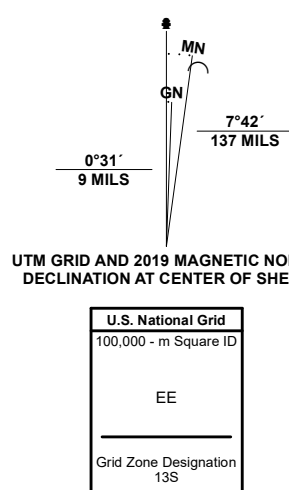 MN
GN
7°42´
137 MILS
0°31´
9 MILS
UTM GRID AND 2019 MAGNETIC NO
DECLINATION AT CENTER OF SHE
U.S. National Grid
100,000 - m Square ID
EE
Grid Zone Designation
13S